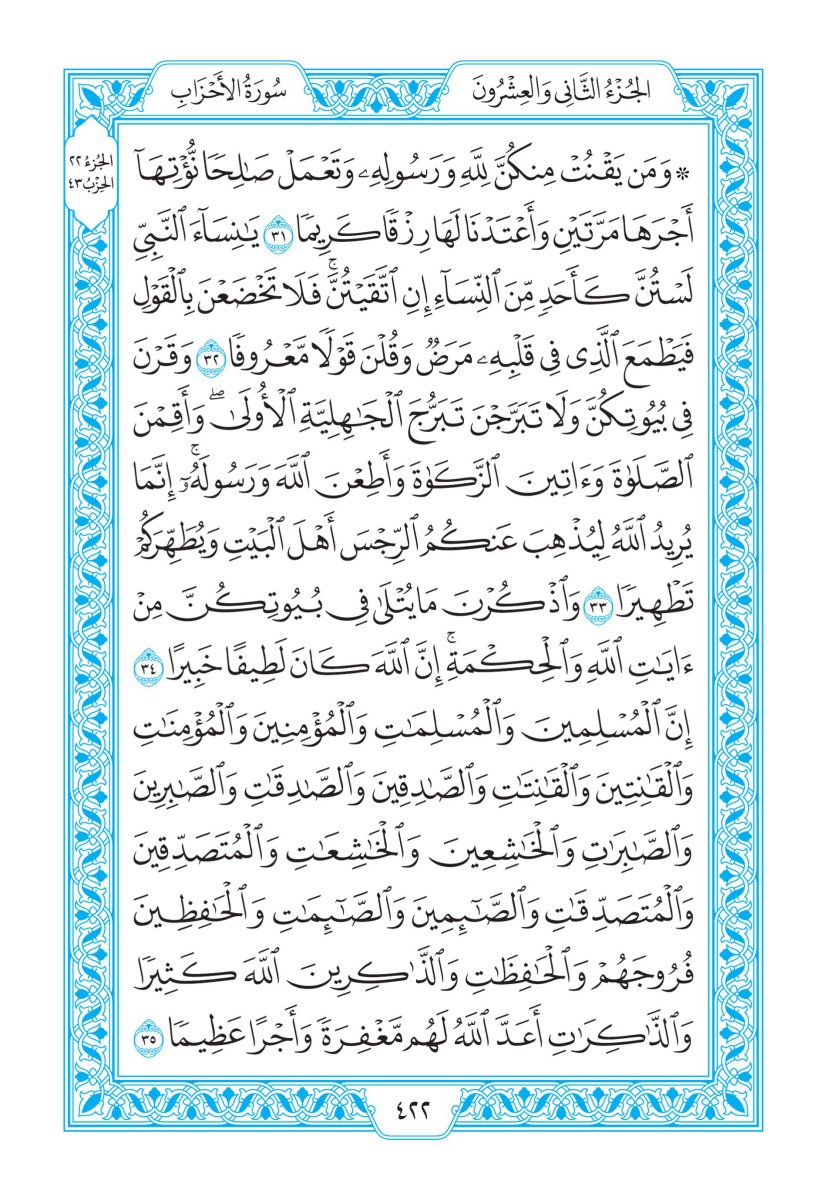 الجُزْءُ الثَّانِى وَالعِشْرُونَ
سُورَةُ الأَحْزَابِ
الجُزءُ ٢٢
الحِزْبُ ٤٣
۞ وَمَن يَقْنُتْ مِنكُنَّ لِلَّهِ وَرَسُولِهِۦ وَتَعْمَلْ صَـٰلِحًا نُّؤْتِهَآ
أَجْرَهَا مَرَّتَيْنِ وَأَعْتَدْنَا لَهَا رِزْقًا كَرِيمًا ٣١ يَـٰنِسَآءَ ٱلنَّبِىِّ
لَسْتُنَّ كَأَحَدٍ مِّنَ ٱلنِّسَآءِ إِنِ ٱتَّقَيْتُنَّۚ فَلَا تَخْضَعْنَ بِٱلْقَوْلِ
فَيَطْمَعَ ٱلَّذِى فِى قَلْبِهِۦ مَرَضٌ وَقُلْنَ قَوْلًا مَّعْرُوفًا ٣٢ وَقَرْنَ
فِى بُيُوتِكُنَّ وَلَا تَبَرَّجْنَ تَبَرُّجَ ٱلْجَـٰهِلِيَّةِ ٱلْأُولَىٰۖ وَأَقِمْنَ
ٱلصَّلَوٰةَ وَءَاتِينَ ٱلزَّكَوٰةَ وَأَطِعْنَ ٱللَّهَ وَرَسُولَهُۥٓۚ إِنَّمَا
يُرِيدُ ٱللَّهُ لِيُذْهِبَ عَنكُمُ ٱلرِّجْسَ أَهْلَ ٱلْبَيْتِ وَيُطَهِّرَكُمْ
تَطْهِيرًا ٣٣ وَٱذْكُرْنَ مَا يُتْلَىٰ فِى بُيُوتِكُنَّ مِنْ
ءَايَـٰتِ ٱللَّهِ وَٱلْحِكْمَةِۚ إِنَّ ٱللَّهَ كَانَ لَطِيفًا خَبِيرًا ٣٤
إِنَّ ٱلْمُسْلِمِينَ وَٱلْمُسْلِمَـٰتِ وَٱلْمُؤْمِنِينَ وَٱلْمُؤْمِنَـٰتِ
وَٱلْقَـٰنِتِينَ وَٱلْقَـٰنِتَـٰتِ وَٱلصَّـٰدِقِينَ وَٱلصَّـٰدِقَـٰتِ وَٱلصَّـٰبِرِينَ
وَٱلصَّـٰبِرَٰتِ وَٱلْخَـٰشِعِينَ وَٱلْخَـٰشِعَـٰتِ وَٱلْمُتَصَدِّقِينَ
وَٱلْمُتَصَدِّقَـٰتِ وَٱلصَّـٰٓئِمِينَ وَٱلصَّـٰٓئِمَـٰتِ وَٱلْحَـٰفِظِينَ
فُرُوجَهُمْ وَٱلْحَـٰفِظَـٰتِ وَٱلذَّٰكِرِينَ ٱللَّهَ كَثِيرًا
وَٱلذَّٰكِرَٰتِ أَعَدَّ ٱللَّهُ لَهُم مَّغْفِرَةً وَأَجْرًا عَظِيمًا ٣٥
٤٢٢